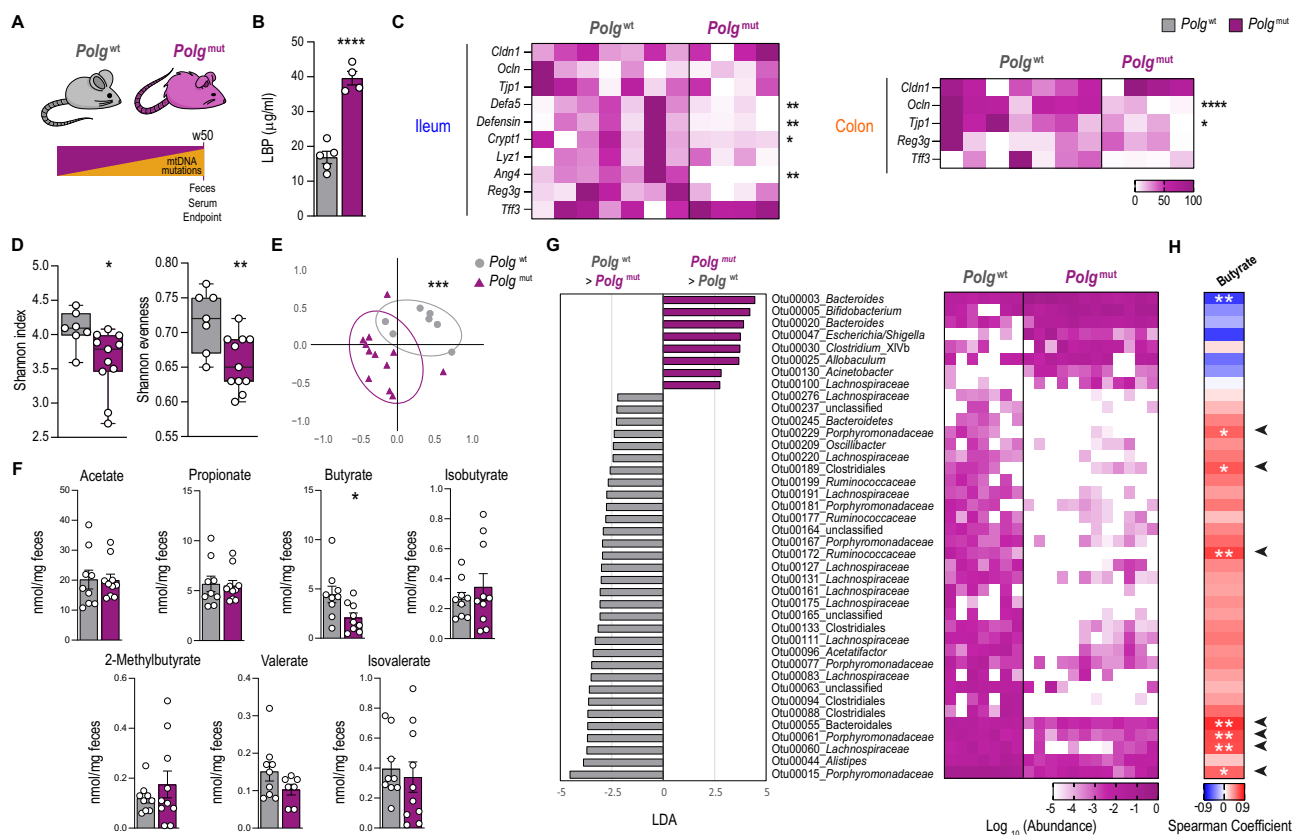 A
Polg wt
Polg mut
w50
mtDNA
mutations
Feces
Serum
Endpoint
B
LBP (µg/ml)
50
40
30
20
10
0
****
C
Polg wt
Polg mut
Ileum
Cldn1
Ocln
Tjp1
Defa5 **
Defensin **
Crypt1 *
Lyz1
Ang4 **
Reg3g
Tff3
Polg wt
Polg mut
Polg wt
Polg mut
Colon
Cldn1
Ocln ****
Tjp1 *
Reg3g
Tff3
0 50 100
D
Shannon index
5.0
4.5
4.0
3.5
3.0
2.5
*
Shannon evenness
0.80
0.75
0.70
0.65
0.60
0.55
**
E
Polg wt
Polg mut
***
1.0
0.5
0.0
−0.5
−1.0
−1.0 −0.5 0.0 0.5 1.0
F
Acetate
nmol/mg feces
50
40
30
20
10
0
Propionate
nmol/mg feces
15
10
5
0
Butyrate
*
nmol/mg feces
15
10
5
0
Isobutyrate
nmol/mg feces
1.0
0.8
0.6
0.4
0.2
0.0
2-Methylbutyrate
nmol/mg feces
0.6
0.4
0.2
0.0
Valerate
nmol/mg feces
0.4
0.3
0.2
0.1
0.0
Isovalerate
nmol/mg feces
1.0
0.8
0.6
0.4
0.2
0.0
G
Polg wt
> Polg mut
Polg mut
> Polg wt
Polg wt
Polg mut
Otu00003_Bacteroides
Otu00005_Bifidobacterium
Otu00020_Bacteroides
Otu00047_Escherichia/Shigella
Otu00030_Clostridium_XIVb
Otu00025_Allobaculum
Otu00130_Acinetobacter
Otu00100_Lachnospiraceae
Otu00276_Lachnospiraceae
Otu00237_unclassified
Otu00245_Bacteroidetes
Otu00229_Porphyromonadaceae
Otu00209_Oscillibacter
Otu00220_Lachnospiraceae
Otu00189_Clostridiales
Otu00199_Ruminococcaceae
Otu00191_Lachnospiraceae
Otu00181_Porphyromonadaceae
Otu00177_Ruminococcaceae
Otu00164_unclassified
Otu00167_Porphyromonadaceae
Otu00172_Ruminococcaceae
Otu00127_Lachnospiraceae
Otu00131_Lachnospiraceae
Otu00161_Lachnospiraceae
Otu00175_Lachnospiraceae
Otu00165_unclassified
Otu00133_Clostridiales
Otu00111_Lachnospiraceae
Otu00096_Acetatifactor
Otu00077_Porphyromonadaceae
Otu00083_Lachnospiraceae
Otu00063_unclassified
Otu00094_Clostridiales
Otu00088_Clostridiales
Otu00055_Bacteroidales
Otu00061_Porphyromonadaceae
Otu00060_Lachnospiraceae
Otu00044_Alistipes
Otu00015_Porphyromonadaceae
-5 -2.5 0 2.5 5
LDA
-5 -4 -3 -2 -1 0
Log 10 (Abundance)
H
Butyrate
**
*
*
**
**
**
**
*
-0.9 0 0.9
Spearman Coefficient